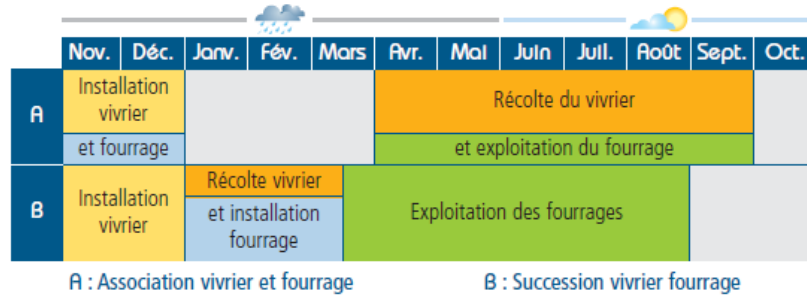 Nov. Déc. Janv. Fév. Mars Avr. Mai Juin Juil. Août Sept. Oct.
A
Installation
vivrier
et fourrage
Récolte du vivrier
et exploitation du fourrage
B
Installation
vivrier
Récolte vivrier
et installation
fourrage
Exploitation des fourrages
A : Association vivrier et fourrage
B : Succession vivrier fourrage